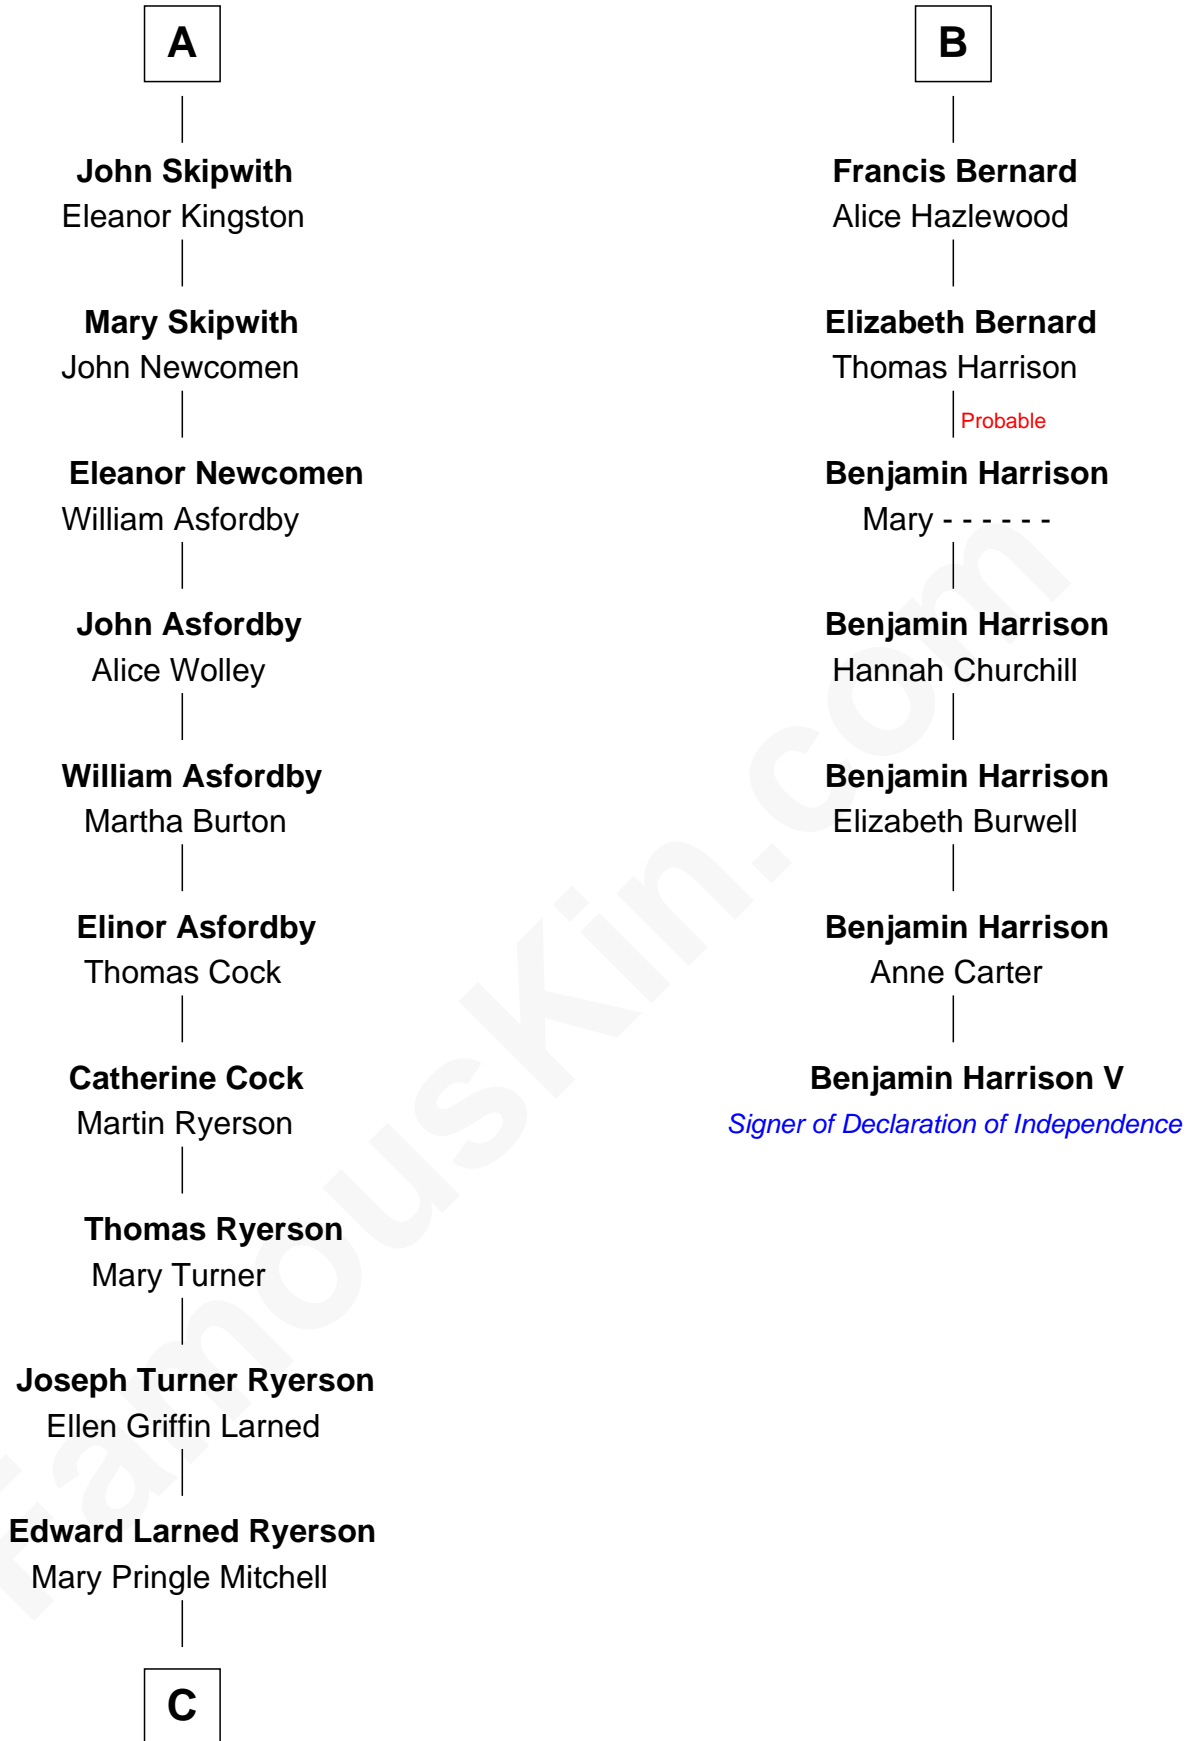 A
John Skipwith
Eleanor Kingston
Mary Skipwith
John Newcomen
Eleanor Newcomen
William Asfordby
John Asfordby
Alice Wolley
William Asfordby
Martha Burton
Elinor Asfordby
Thomas Cock
Catherine Cock
Martin Ryerson
Thomas Ryerson
Mary Turner
Joseph Turner Ryerson
Ellen Griffin Larned
Edward Larned Ryerson
Mary Pringle Mitchell
C
B
Francis Bernard
Alice Hazlewood
Elizabeth Bernard
Thomas Harrison
Probable
Benjamin Harrison
Mary - - - - - -
Benjamin Harrison
Hannah Churchill
Benjamin Harrison
Elizabeth Burwell
Benjamin Harrison
Anne Carter
Benjamin Harrison V
Signer of Declaration of Independence
FamousKin.com